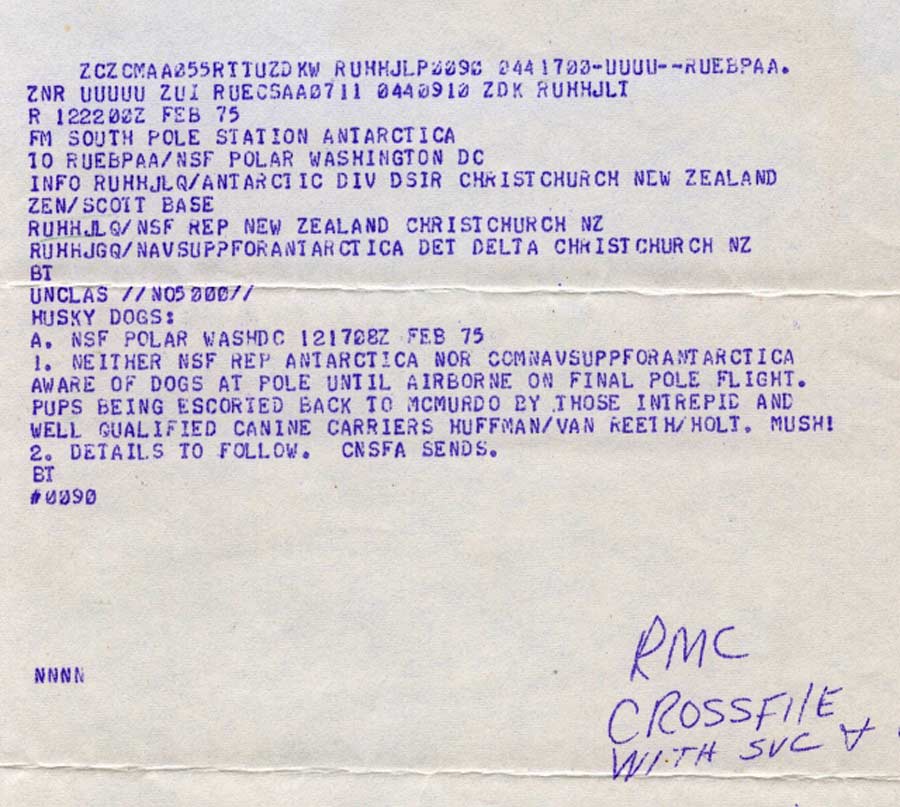 ZCZCMAA055RTTUZDKW RUHHJLP0090 0441700-UUUU--RUEBPAA.
ZNR UUUUU ZUI RUECSAA0711 0440910 ZDK RUHHJLT
R 122200Z FEB 75
FM SOUTH POLE STATION ANTARCTICA
TO RUEBPAA/NSF POLAR WASHINGTON DC
INFO RUHHJLQ/ANTARCTIC DIV DSIR CHRISTCHURCH NEW ZEALAND
ZEN/SCOTT BASE
RUHHJLQ/NSF REP NEW ZEALAND CHRISTCHURCH NZ
RUHHJGQ/NAVSUPPFORANTARCTICA DET DELTA CHRISTCHURCH NZ
BT
UNCLAS //N05000//
HUSKY DOGS:
A. NSF POLAR WASHDC 121708Z FEB 75
1. NEITHER NSF REP ANTARCTICA NOR COMNAVSUPPFORANTARCTICA
AWARE OF DOGS AT POLE UNTIL AIRBORNE ON FINAL POLE FLIGHT.
PUPS BEING ESCORTED BACK TO MCMURDO BY THOSE INTREPID AND
WELL QUALIFIED CANINE CARRIERS HUFFMAN/VAN REETH/HOLT. MUSH!
2. DETAILS TO FOLLOW. CNSFA SENDS.
BT
#0090
NNNN
RMC
CROSSFILE
WITH SVC